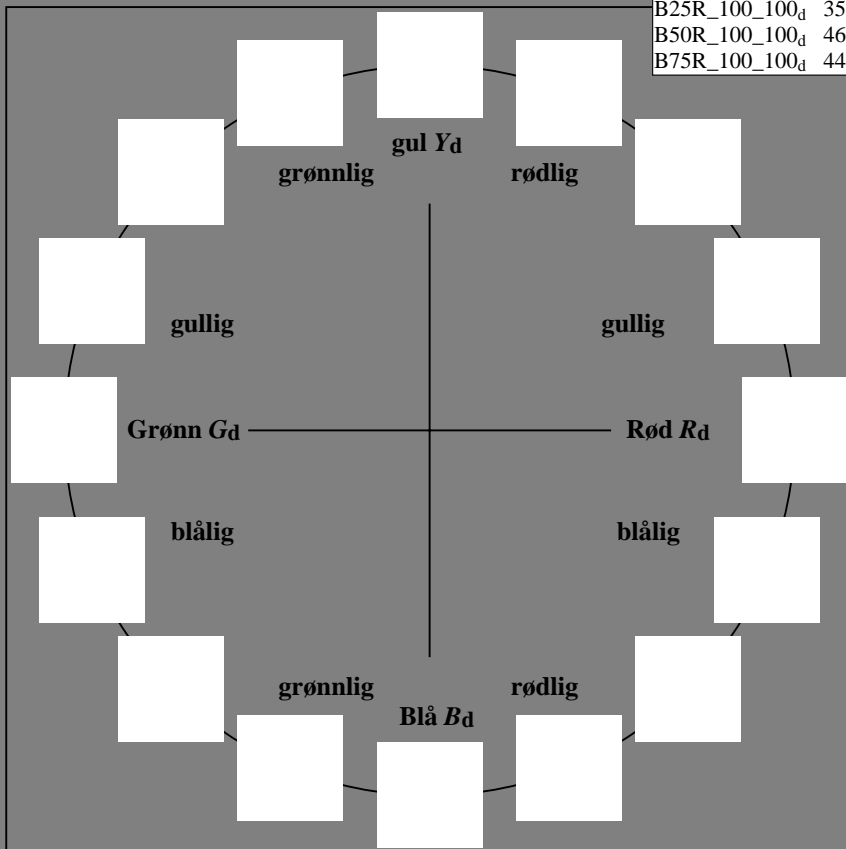 B25R_100_100d 35
B50R_100_100d 46
B75R_100_100d 44
gul Yd
grønnlig rødlig
gullig gullig
Grønn Gd Rød Rd
blålig blålig
grønnlig rødlig
Blå Bd